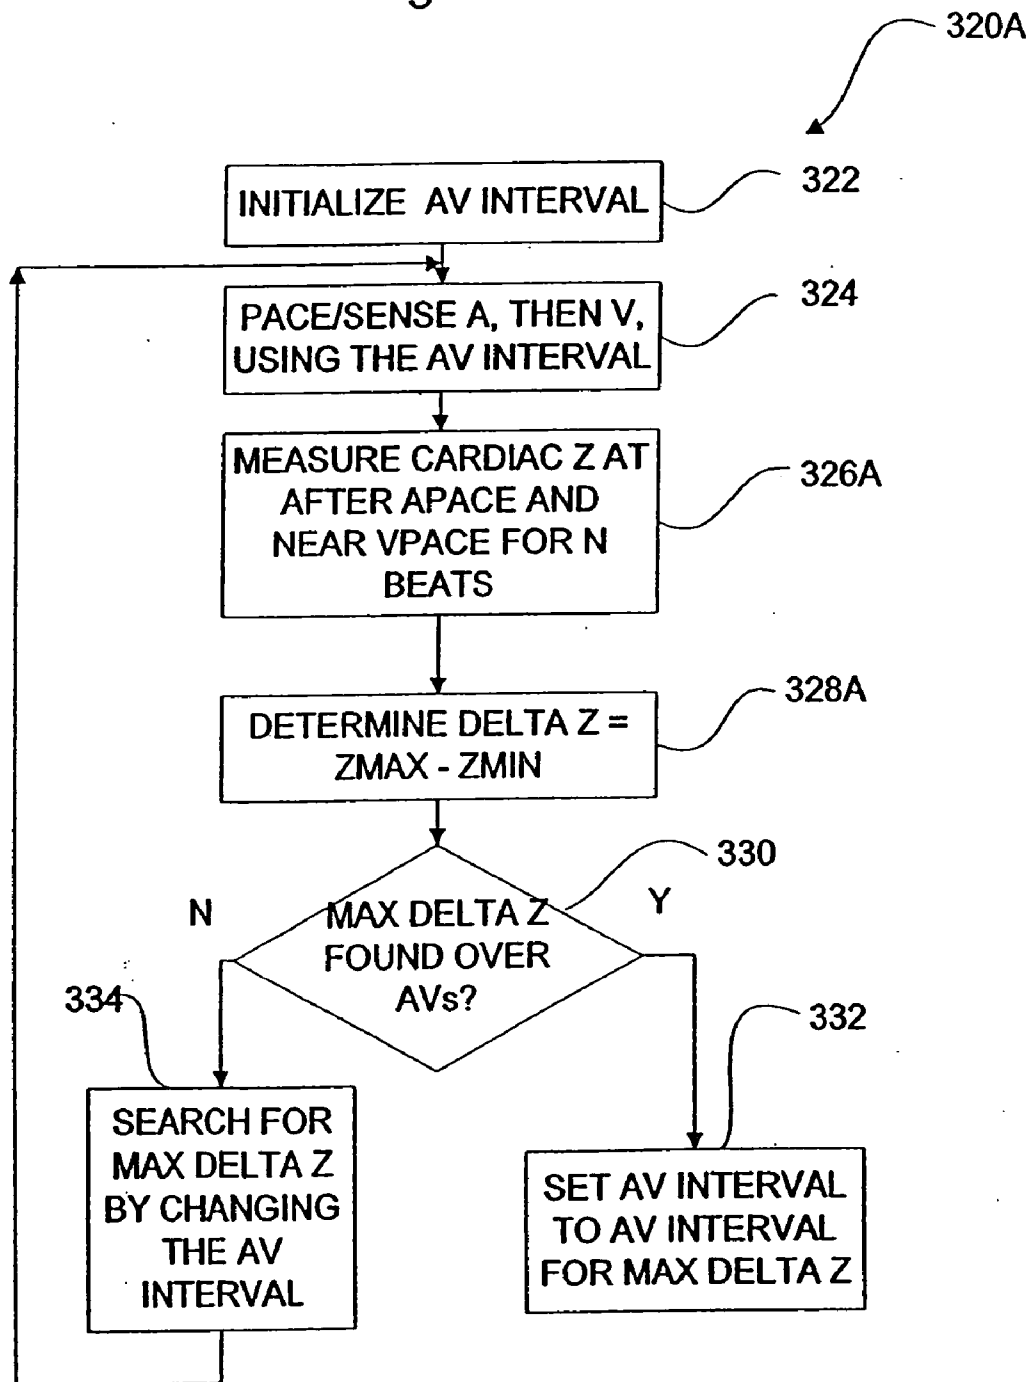 320A
INITIALIZE AV INTERVAL
322
PACE/SENSE A, THEN V,
USING THE AV INTERVAL
324
MEASURE CARDIAC Z AT
AFTER APACE AND
NEAR VPACE FOR N
BEATS
326A
DETERMINE DELTA Z =
ZMAX - ZMIN
328A
330
N
Y
MAX DELTA Z
FOUND OVER
AVs?
334
332
SEARCH FOR
MAX DELTA Z
BY CHANGING
THE AV
INTERVAL
SET AV INTERVAL
TO AV INTERVAL
FOR MAX DELTA Z